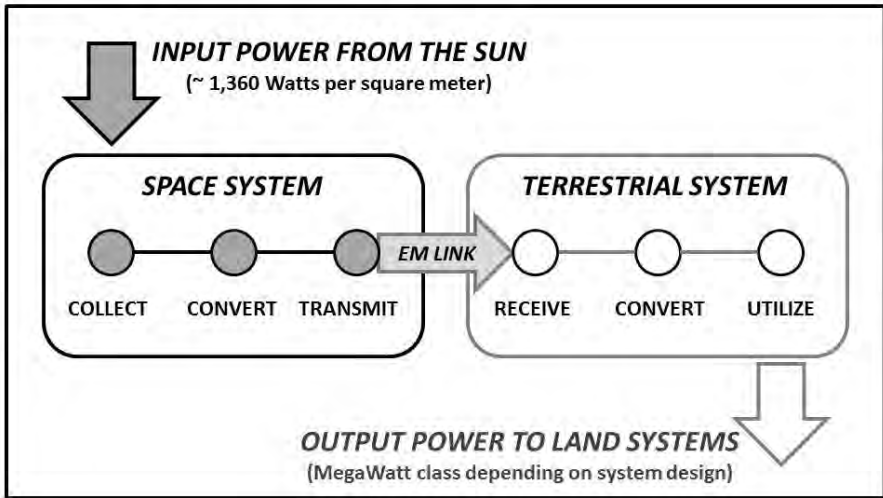 INPUT POWER FROM THE SUN
(~ 1,360 Watts per square meter)
SPACE SYSTEM
COLLECT CONVERT TRANSMIT
EM LINK
TERRESTRIAL SYSTEM
RECEIVE CONVERT UTILIZE
OUTPUT POWER TO LAND SYSTEMS
(MegaWatt class depending on system design)